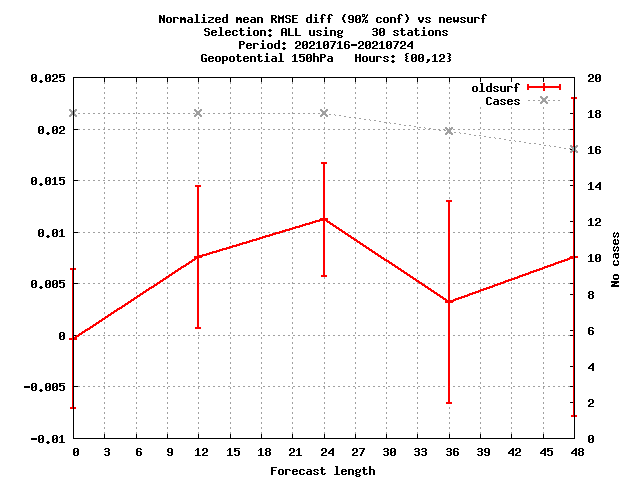 Normalized mean RMSE diff (90% conf) vs newsurf
Selection: ALL using    30 stations
Period: 20210716-20210724
Geopotential 150hPa   Hours: {00,12}
oldsurf
Cases
0.025
0.02
0.015
0.01
0.005
0
-0.005
-0.01
20
18
16
14
12
10
8
6
4
2
0
No cases
0 3 6 9 12 15 18 21 24 27 30 33 36 39 42 45 48
Forecast length